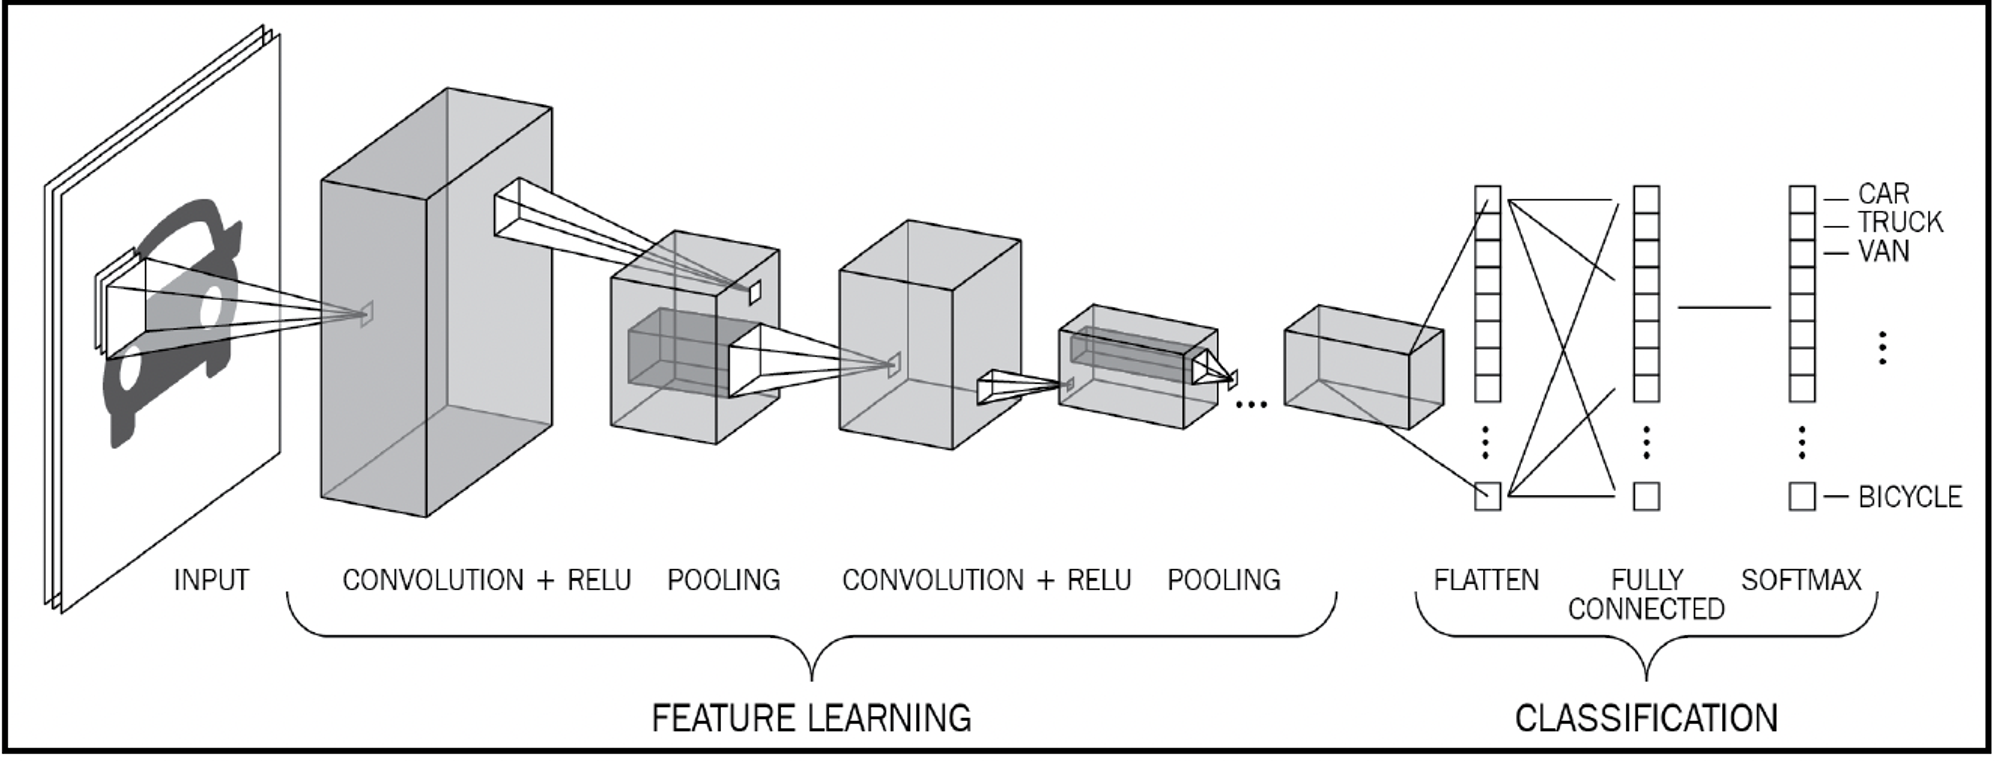 CAR
TRUCK
VAN
BICYCLE
INPUT
CONVOLUTION + RELU
POOLING
CONVOLUTION + RELU
POOLING
FLATTEN
FULLY
CONNECTED
SOFTMAX
FEATURE LEARNING
CLASSIFICATION